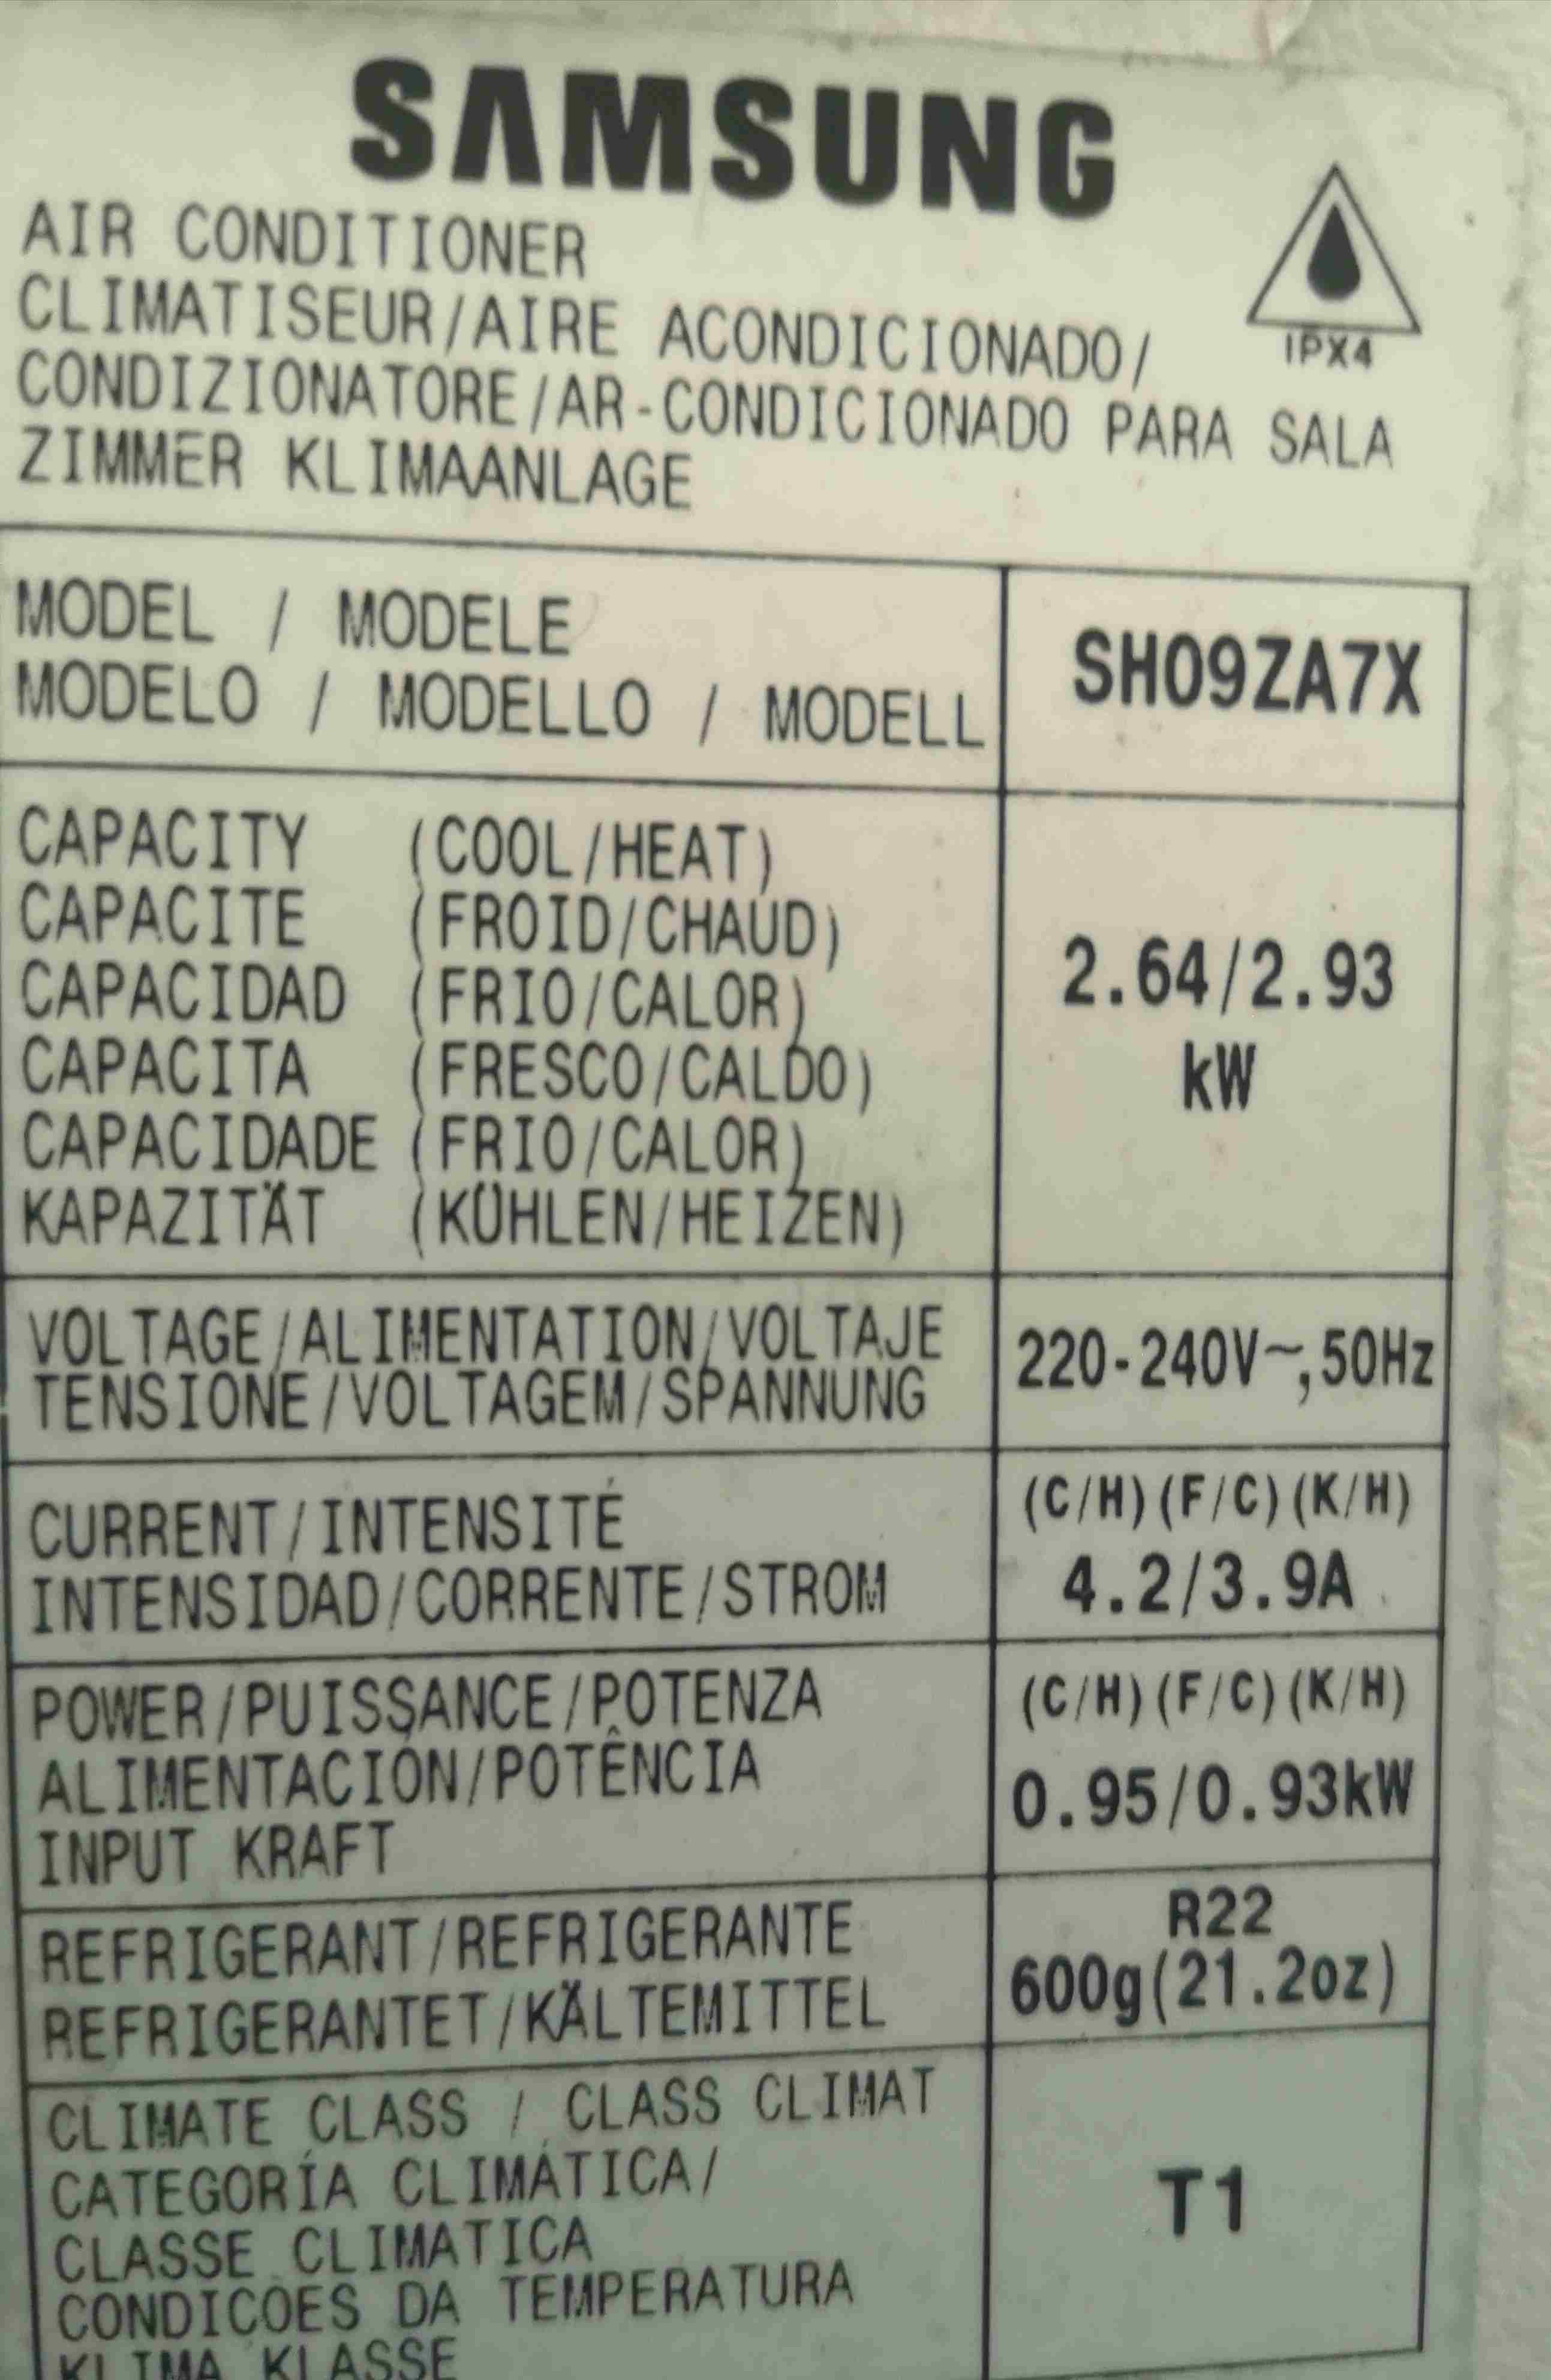 SAMSUNG
AIR CONDITIONER
CLIMATISEUR/AIRE ACONDICIONADO/
CONDIZIONATORE/AR-CONDICIONADO PARA SALA
ZIMMER KLIMAANLAGE
IPX4
MODEL / MODELE
MODELO / MODELLO / MODELL
SH09ZA7X
CAPACITY (COOL/HEAT)
CAPACITE (FROID/CHAUD)
CAPACIDAD (FRIO/CALOR)
CAPACITA (FRESCO/CALDO)
CAPACIDADE (FRIO/CALOR)
KAPAZITÄT (KÜHLEN/HEIZEN)
2.64/2.93
kW
VOLTAGE/ALIMENTATION/VOLTAJE
TENSIONE/VOLTAGEM/SPANNUNG
220-240V~,50Hz
CURRENT/INTENSITÉ
INTENSIDAD/CORRENTE/STROM
(C/H)(F/C)(K/H)
4.2/3.9A
POWER/PUISSANCE/POTENZA
ALIMENTACIÓN/POTÊNCIA
INPUT KRAFT
(C/H)(F/C)(K/H)
0.95/0.93kW
REFRIGERANT/REFRIGERANTE
REFRIGERANTET/KÄLTEMITTEL
R22
600g(21.2oz)
CLIMATE CLASS / CLASS CLIMAT
CATEGORÍA CLIMÁTICA/
CLASSE CLIMATICA
CONDICOES DA TEMPERATURA
KLIMA KLASSE
T1